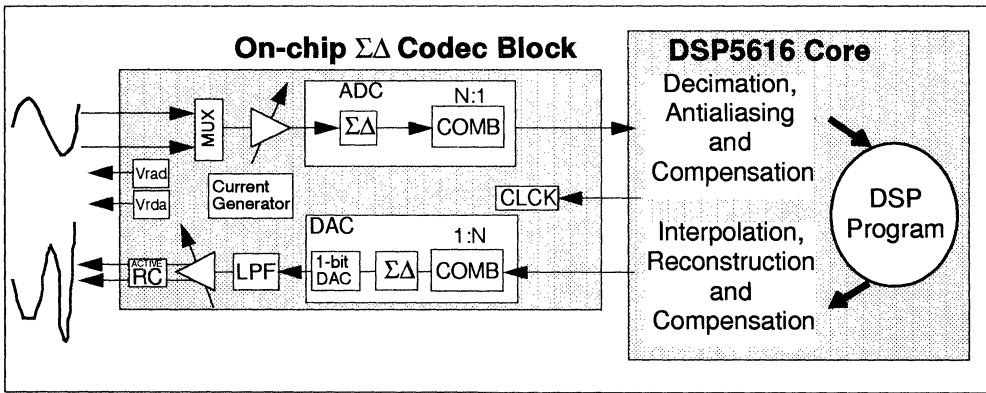 On-chip ΣΔ Codec Block
DSP5616 Core
MUX
ADC
N:1
ΣΔ
COMB
Vrad
Vrda
Current
Generator
CLCK
DAC
1:N
ACTIVE
RC
LPF
1-bit
DAC
ΣΔ
COMB
Decimation,
Antialiasing
and
Compensation
Interpolation,
Reconstruction
and
Compensation
DSP
Program